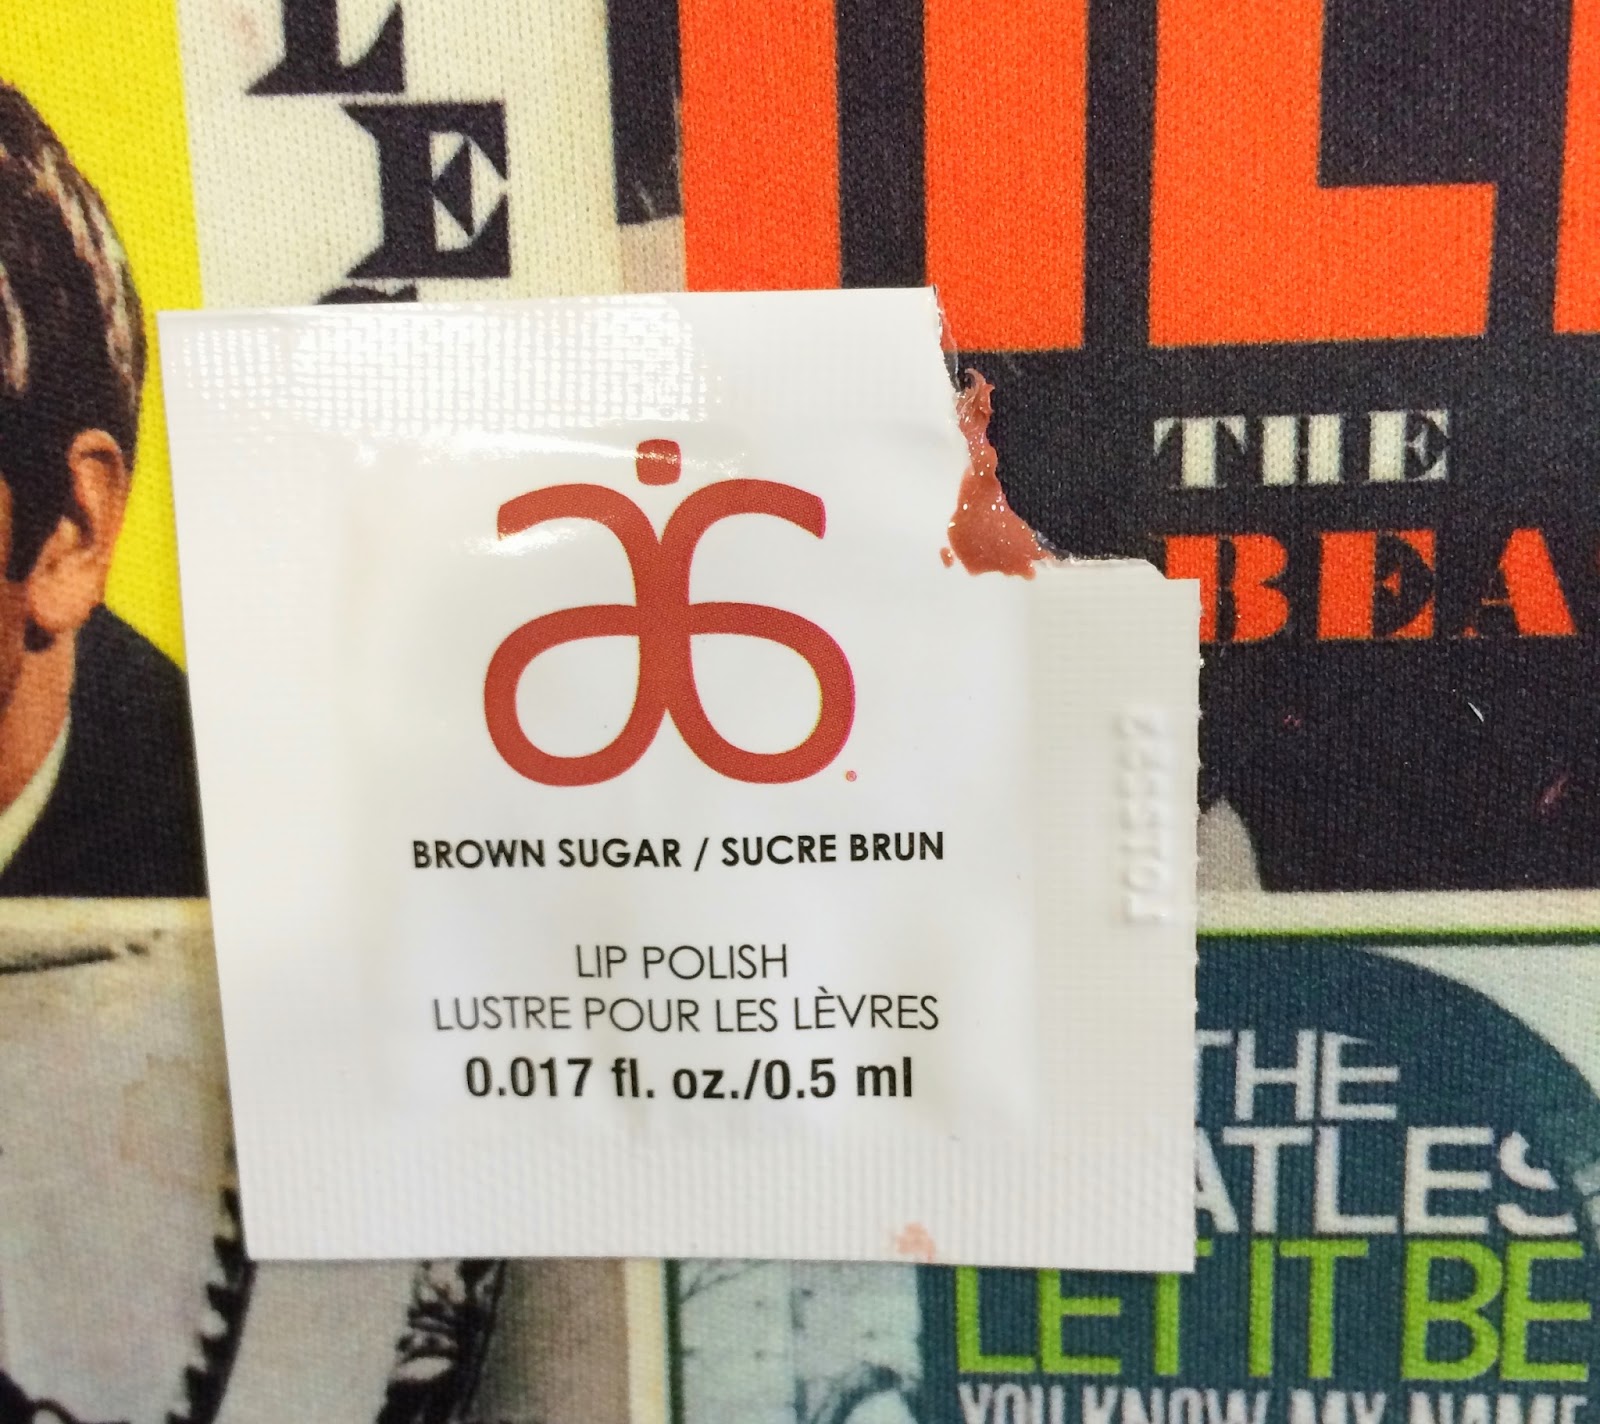 LE
THE
BEA
BROWN SUGAR / SUCRE BRUN
LIP POLISH
LUSTRE POUR LES LÈVRES
0.017 fl. oz./0.5 ml
THE
ATLES
LET IT BE
YOU KNOW MY NAME